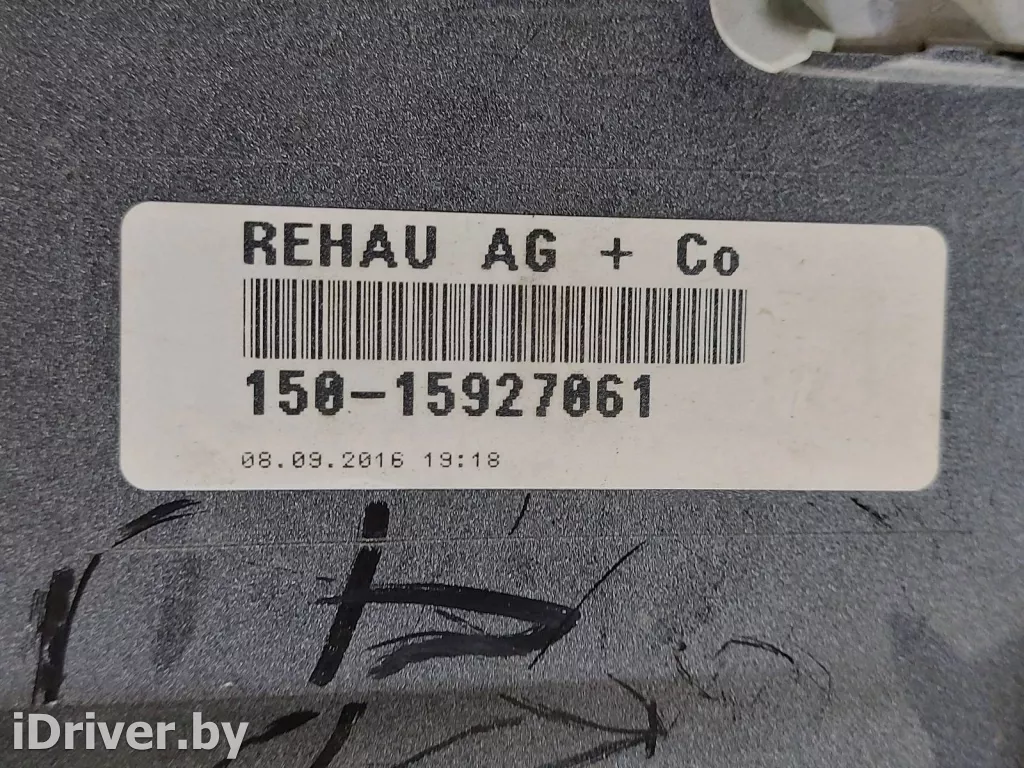 REHAU AG + Co
150-15927061
08.09.2016 19:18
iDriver.by